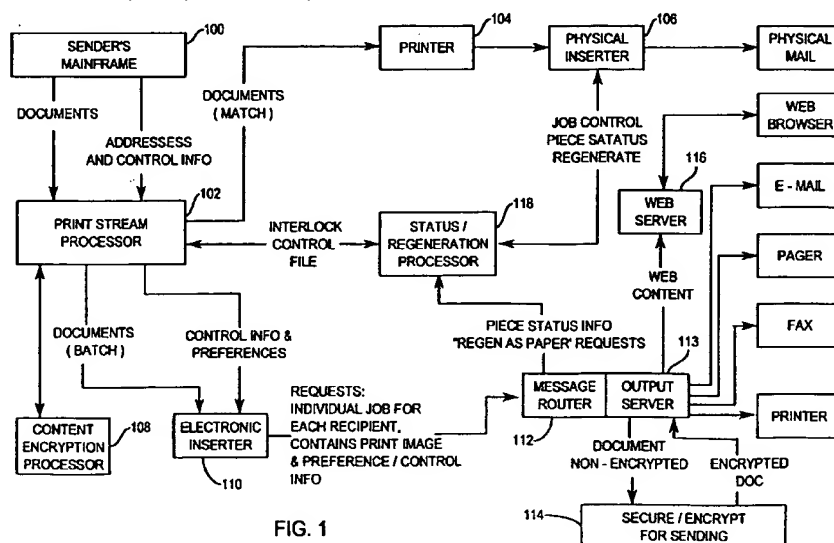 100
SENDER'S
MAINFRAME
DOCUMENTS
ADDRESSESS
AND CONTROL INFO
102
PRINT STREAM
PROCESSOR
DOCUMENTS
( MATCH )
104
PRINTER
106
PHYSICAL
INSERTER
PHYSICAL
MAIL
JOB CONTROL
PIECE SATATUS
REGENERATE
WEB
BROWSER
116
WEB
SERVER
E - MAIL
INTERLOCK
CONTROL
FILE
118
STATUS /
REGENERATION
PROCESSOR
WEB
CONTENT
PAGER
FAX
PRINTER
DOCUMENTS
( BATCH )
CONTROL INFO &
PREFERENCES
PIECE STATUS INFO
"REGEN AS PAPER' REQUESTS
113
MESSAGE
ROUTER
OUTPUT
SERVER
112
CONTENT
ENCRYPTION
PROCESSOR
108
ELECTRONIC
INSERTER
110
REQUESTS:
INDIVIDUAL JOB FOR
EACH RECIPIENT.
CONTAINS PRINT IMAGE
& PREFERENCE / CONTROL
INFO
DOCUMENT
NON - ENCRYPTED
ENCRYPTED
DOC
114
SECURE / ENCRYPT
FOR SENDING
FIG. 1